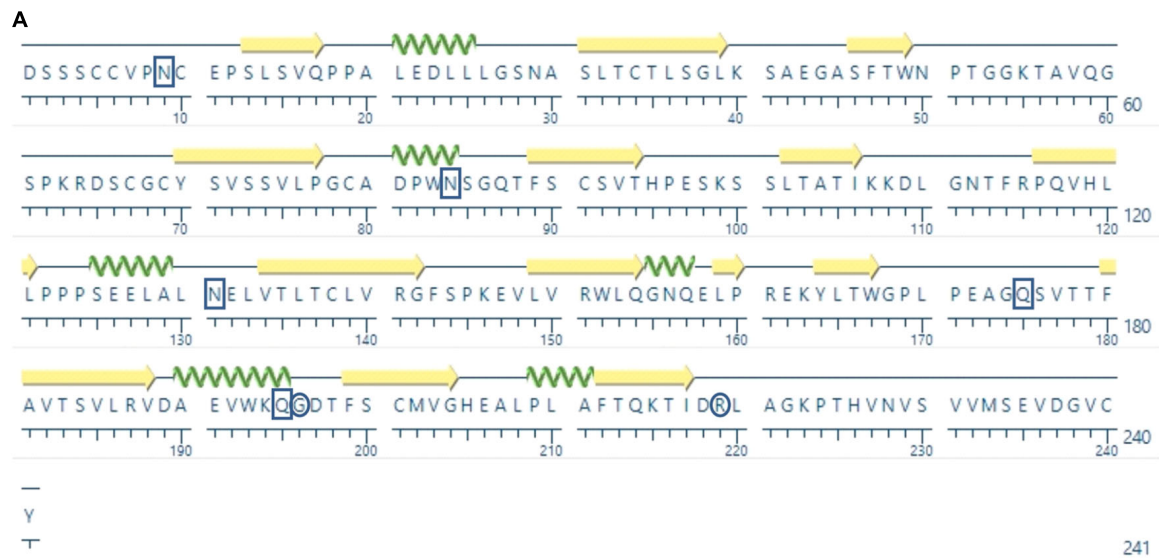 A
DSSSCCVPNC EPSLSVQPPA LEDLLLGSNA SLTCTLSGLK SAEGASFTWN PTGGKTAVQG
10 20 30 40 50 60 60
SPKRDSCGCY SVSSVLPGCA DPWNSGQTFS CSVTHPESKS SLTATIKKDL GNTFRPQVHL
70 80 90 100 110 120 120
LPPPSEELAL NELVTLTCLV RGFSPKEVLV RWLQGNQELP REKYLTWGPL PEAGQSVTTF
130 140 150 160 170 180 180
AVTSVLRVDA EVWKQGDTFS CMVGHEALPL AFTQKTIDRL AGKPTHVNVS VVMSEVDGVC
190 200 210 220 230 240 240
Y
241